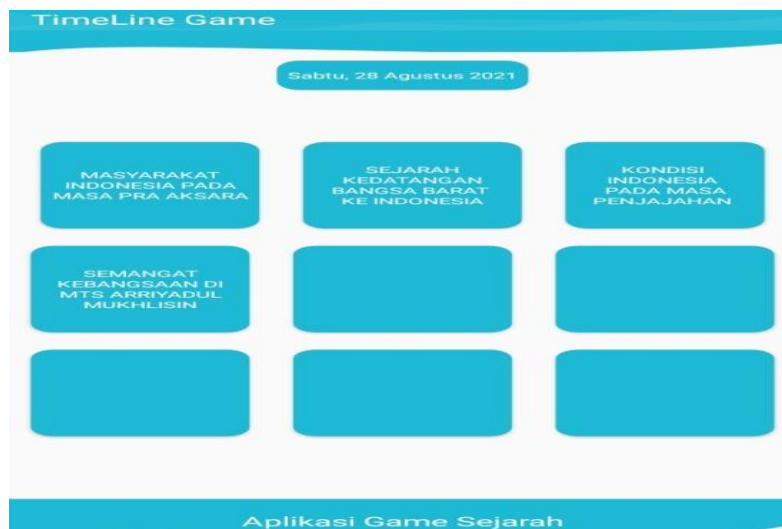 TimeLine Game
Sabtu, 28 Agustus 2021
MASYARAKAT
INDONESIA PADA
MASA PRA AKSARA
SEJARAH
KEDATANGAN
BANGSA BARAT
KE INDONESIA
KONDISI
INDONESIA
PADA MASA
PENJAJAHAN
SEMANGAT
KEBANGSAAN DI
MTS ARRIYADUL
MUKHLISIN
Aplikasi Game Sejarah